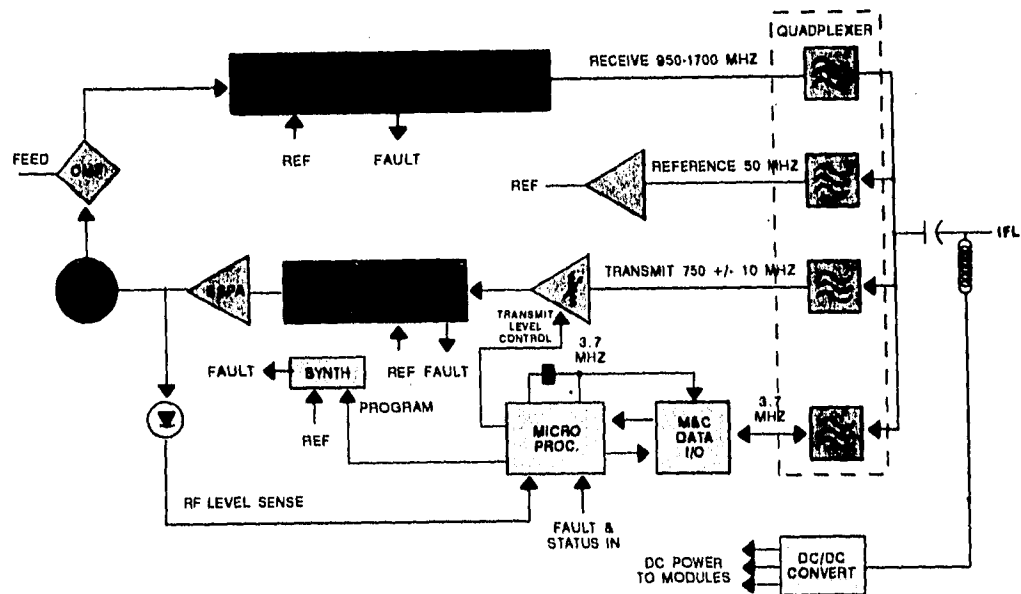 QUADPLEXER
RECEIVE 950-1700 MHZ
REF
FAULT
FEED
OMT
REFERENCE 50 MHZ
REF
IFL
TRANSMIT 750 +/- 10 MHZ
SSPA
TRANSMIT
LEVEL
CONTROL
3.7
MHZ
REF FAULT
FAULT
SYNTH
PROGRAM
REF
MICRO
PROC.
M&C
DATA
I/O
3.7
MHZ
RF LEVEL SENSE
FAULT &
STATUS IN
DC POWER
TO MODULES
DC/DC
CONVERT